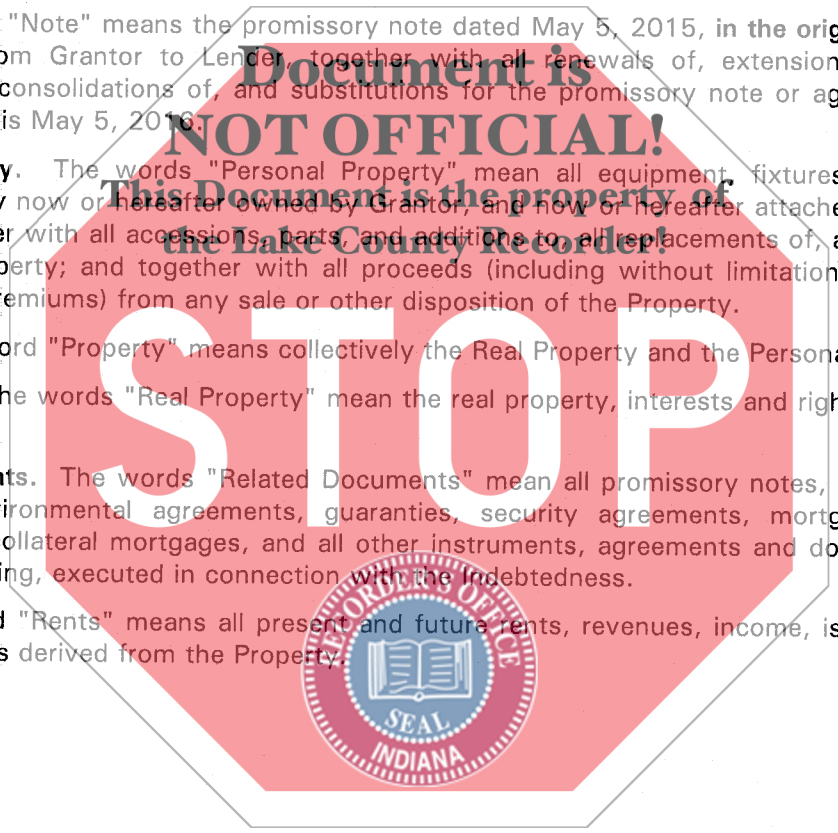 "Note" means the promissory note dated May 5, 2015, in the orig
om Grantor to Lender, together with all renewals of, extension
consolidations of, and substitutions for the promissory note or ag
is May 5, 2016.
y. The words "Personal Property" mean all equipment, fixtures
y now or hereafter owned by Grantor, and now or hereafter attache
er with all accessions, parts, and additions to, all replacements of, a
perty; and together with all proceeds (including without limitation
remiums) from any sale or other disposition of the Property.
ord "Property" means collectively the Real Property and the Persona
he words "Real Property" mean the real property, interests and righ
nts. The words "Related Documents" mean all promissory notes,
ironmental agreements, guaranties, security agreements, mortg
ollateral mortgages, and all other instruments, agreements and do
ing, executed in connection with the Indebtedness.
d "Rents" means all present and future rents, revenues, income, is
s derived from the Property.
Document is
NOT OFFICIAL!
This Document is the property of
the Lake County Recorder!
STOP
RECORDER'S OFFICE
SEAL
INDIANA